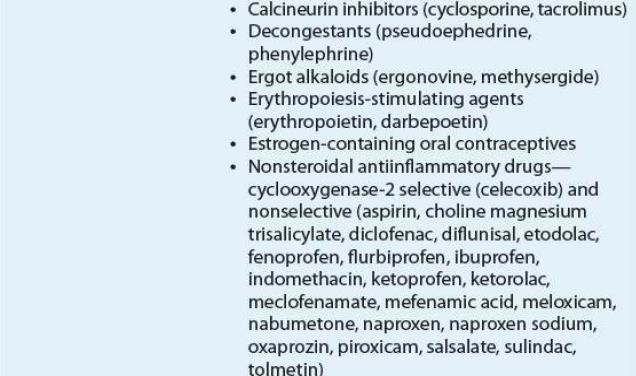 • Calcineurin inhibitors (cyclosporine, tacrolimus)
• Decongestants (pseudoephedrine,
phenylephrine)
• Ergot alkaloids (ergonovine, methysergide)
• Erythropoiesis-stimulating agents
(erythropoietin, darbepoetin)
• Estrogen-containing oral contraceptives
• Nonsteroidal antiinflammatory drugs—
cyclooxygenase-2 selective (celecoxib) and
nonselective (aspirin, choline magnesium
trisalicylate, diclofenac, diflunisal, etodolac,
fenoprofen, flurbiprofen, ibuprofen,
indomethacin, ketoprofen, ketorolac,
meclofenamate, mefenamic acid, meloxicam,
nabumetone, naproxen, naproxen sodium,
oxaprozin, piroxicam, salsalate, sulindac,
tolmetin)